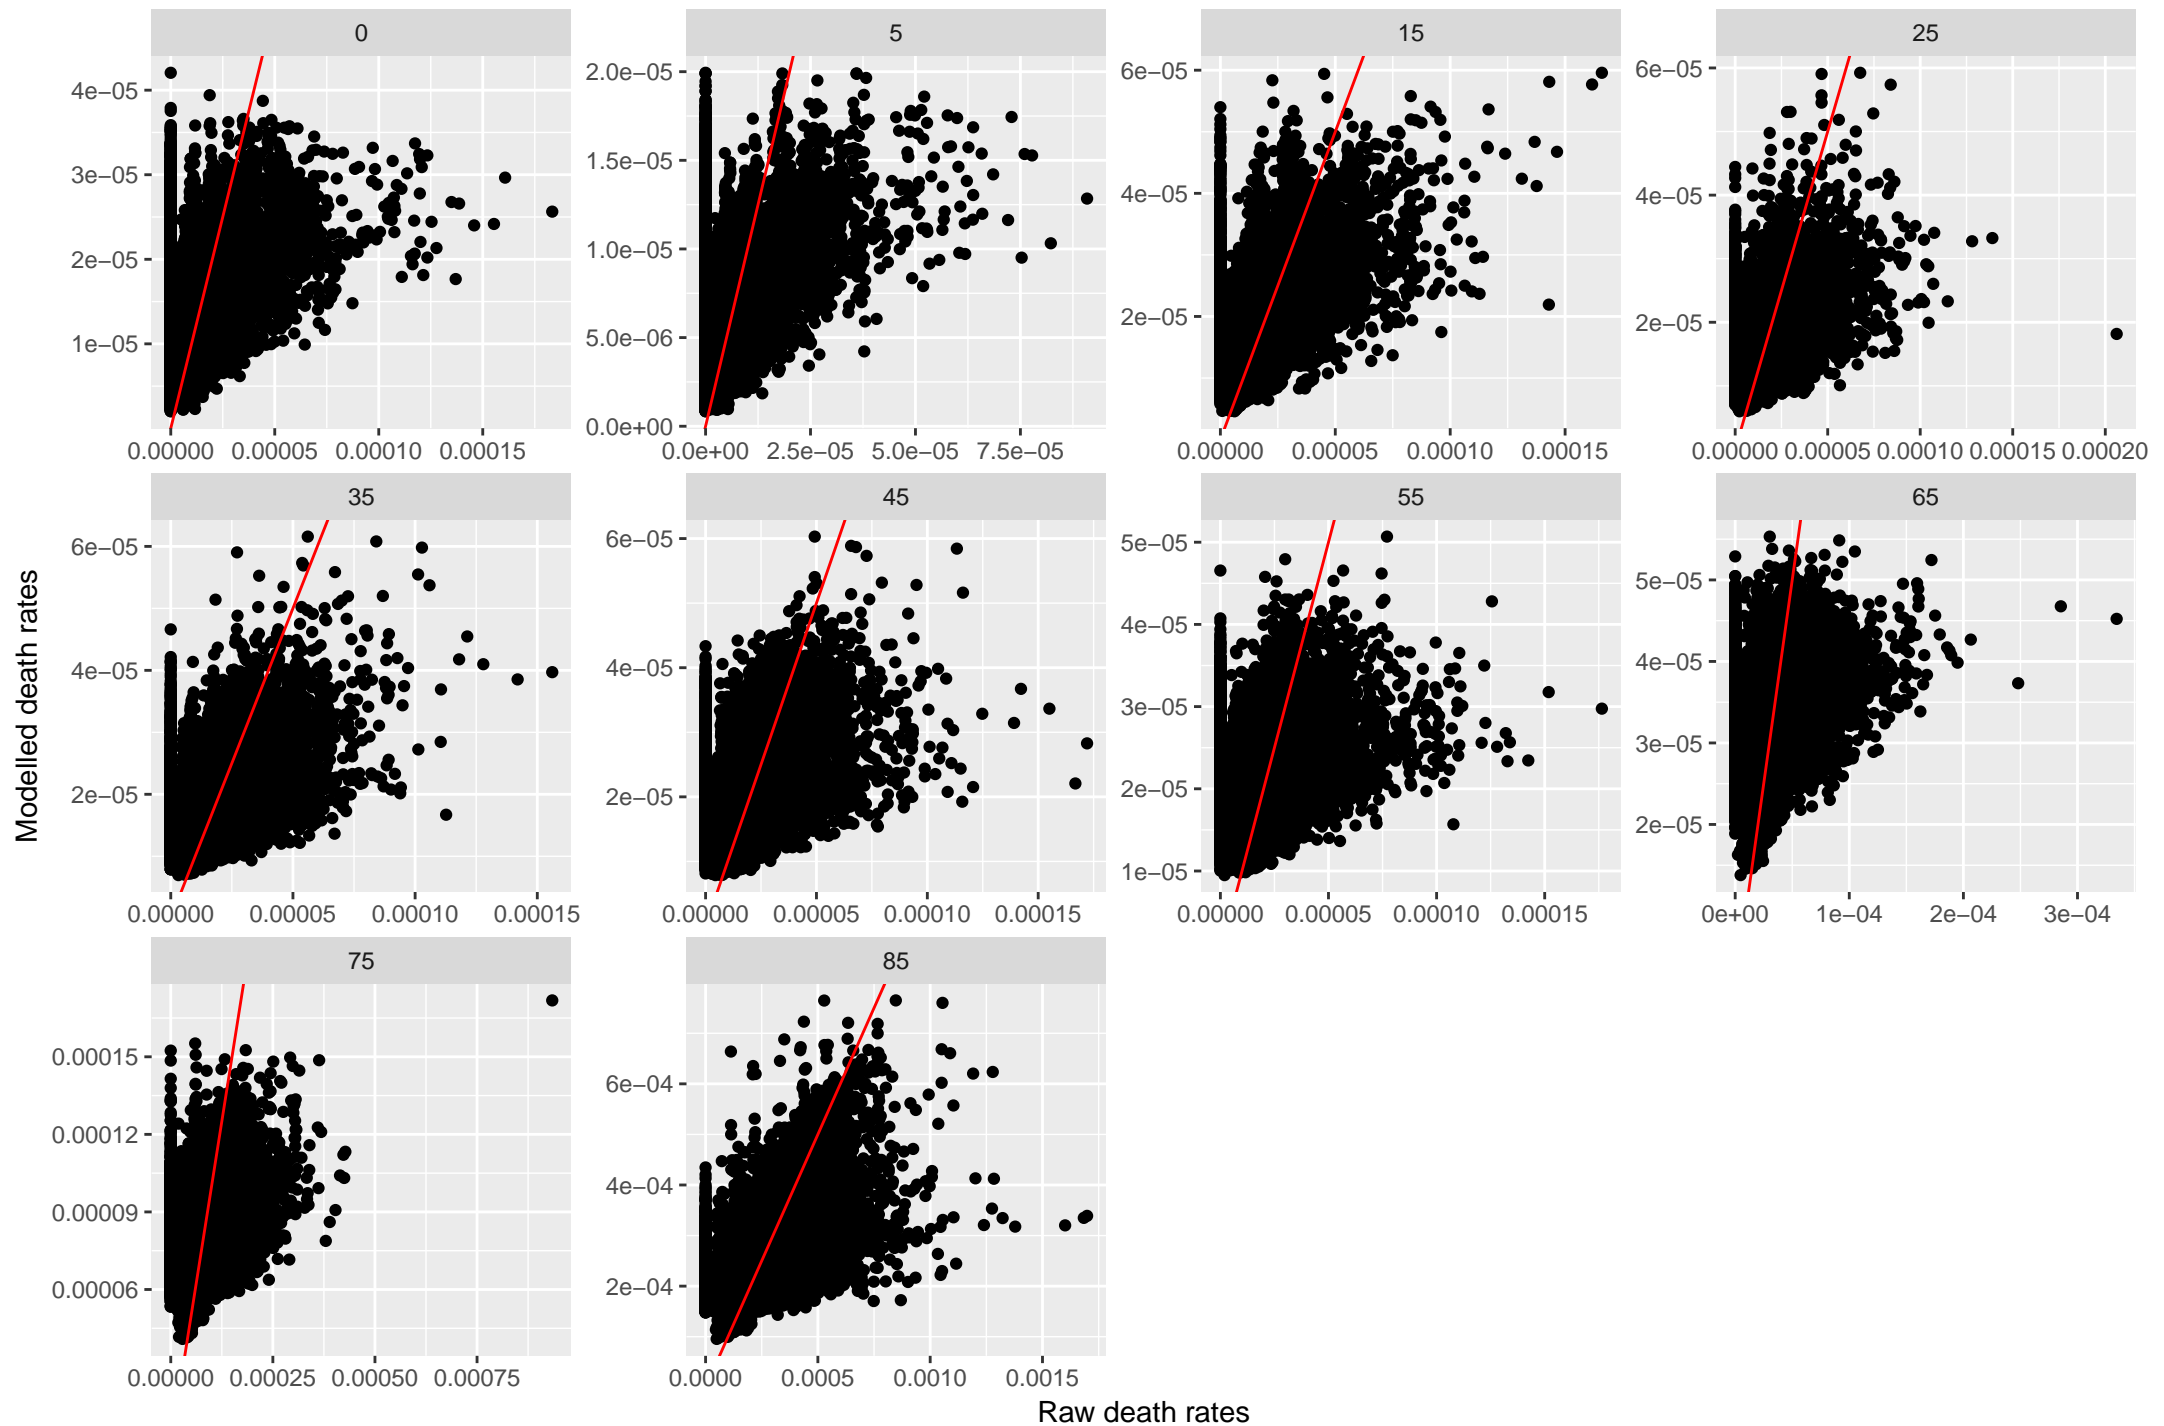 0 5 15 25
4e−05
3e−05
2e−05
1e−05
0.00000 0.00005 0.00010 0.00015
2.0e−05
1.5e−05
1.0e−05
5.0e−06
0.0e+00
0.0e+00 2.5e−05 5.0e−05 7.5e−05
6e−05
4e−05
2e−05
0.00000 0.00005 0.00010 0.00015
6e−05
4e−05
2e−05
0.00000 0.00005 0.00010 0.00015 0.00020
35 45 55 65
6e−05
4e−05
2e−05
0.00000 0.00005 0.00010 0.00015
6e−05
4e−05
2e−05
0.00000 0.00005 0.00010 0.00015
5e−05
4e−05
3e−05
2e−05
1e−05
0.00000 0.00005 0.00010 0.00015
5e−05
4e−05
3e−05
2e−05
0e+00 1e−04 2e−04 3e−04
75 85
0.00015
0.00012
0.00009
0.00006
0.00000 0.00025 0.00050 0.00075
6e−04
4e−04
2e−04
0.0000 0.0005 0.0010 0.0015
Raw death rates
Modelled death rates